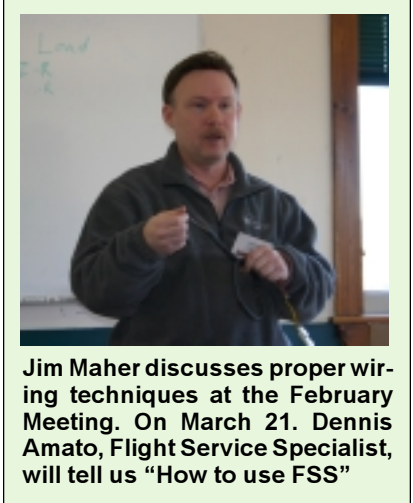 Load
R
R
Jim Maher discusses proper wir-
ing techniques at the February
Meeting. On March 21. Dennis
Amato, Flight Service Specialist,
will tell us “How to use FSS”